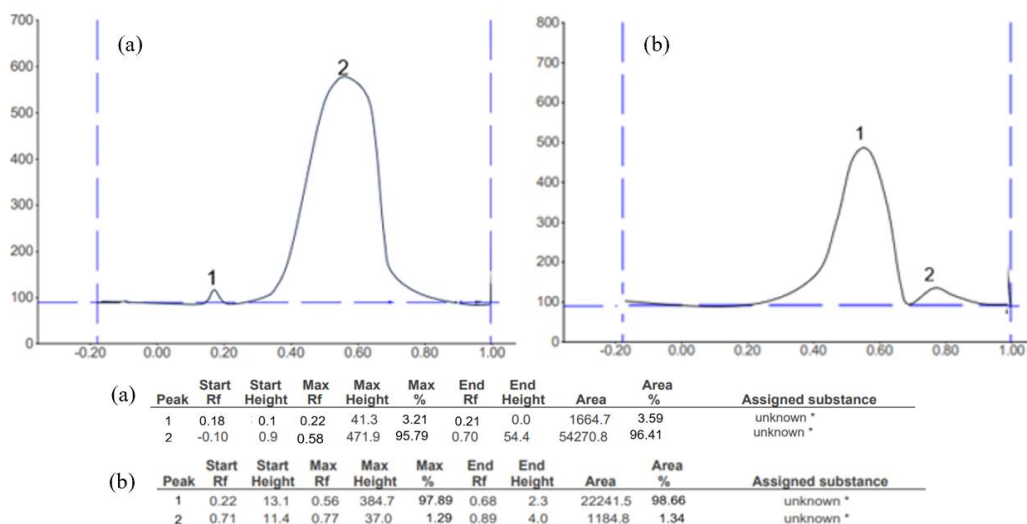 700
600
500
400
300
200
100
0
-0.20 0.00 0.20 0.40 0.60 0.80 1.00
(a)
1
2
800
700
600
500
400
300
200
100
0
-0.20 0.00 0.20 0.40 0.60 0.80 1.00
(b)
1
2
(a)
Peak Start Rf Start Height Max Rf Max Height Max % End Rf End Height Area Area % Assigned substance
1 0.18 0.1 0.22 41.3 3.21 0.21 0.0 1664.7 3.59 unknown *
2 -0.10 0.9 0.58 471.9 95.79 0.70 54.4 54270.8 96.41 unknown *
(b)
Peak Start Rf Start Height Max Rf Max Height Max % End Rf End Height Area Area % Assigned substance
1 0.22 13.1 0.56 384.7 97.89 0.68 2.3 22241.5 98.66 unknown *
2 0.71 11.4 0.77 37.0 1.29 0.89 4.0 1184.8 1.34 unknown *